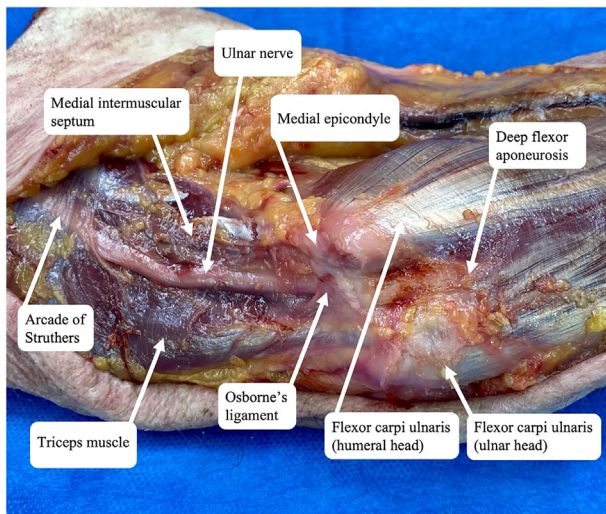 Ulnar nerve
Medial intermuscular
septum
Medial epicondyle
Deep flexor
aponeurosis
Arcade of
Struthers
Osborne’s
ligament
Triceps muscle
Flexor carpi ulnaris
(humeral head)
Flexor carpi ulnaris
(ulnar head)